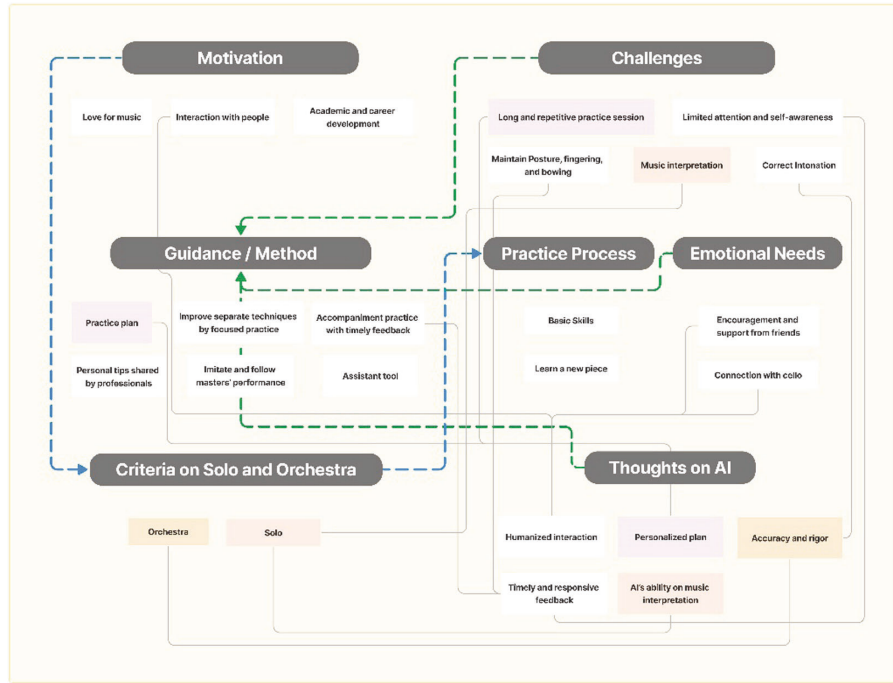 Motivation
Challenges
Love for music
Interaction with people
Academic and career
development
Long and repetitive practice session
Limited attention and self-awareness
Maintain Posture, fingering,
and bowing
Music interpretation
Correct Intonation
Guidance / Method
Practice Process
Emotional Needs
Practice plan
Improve separate techniques
by focused practice
Accompaniment practice
with timely feedback
Basic Skills
Encouragement and
support from friends
Personal tips shared
by professionals
Imitate and follow
masters' performance
Assistant tool
Learn a new piece
Connection with cello
Criteria on Solo and Orchestra
Thoughts on AI
Orchestra
Solo
Humanized interaction
Personalized plan
Accuracy and rigor
Timely and responsive
feedback
AI's ability on music
interpretation